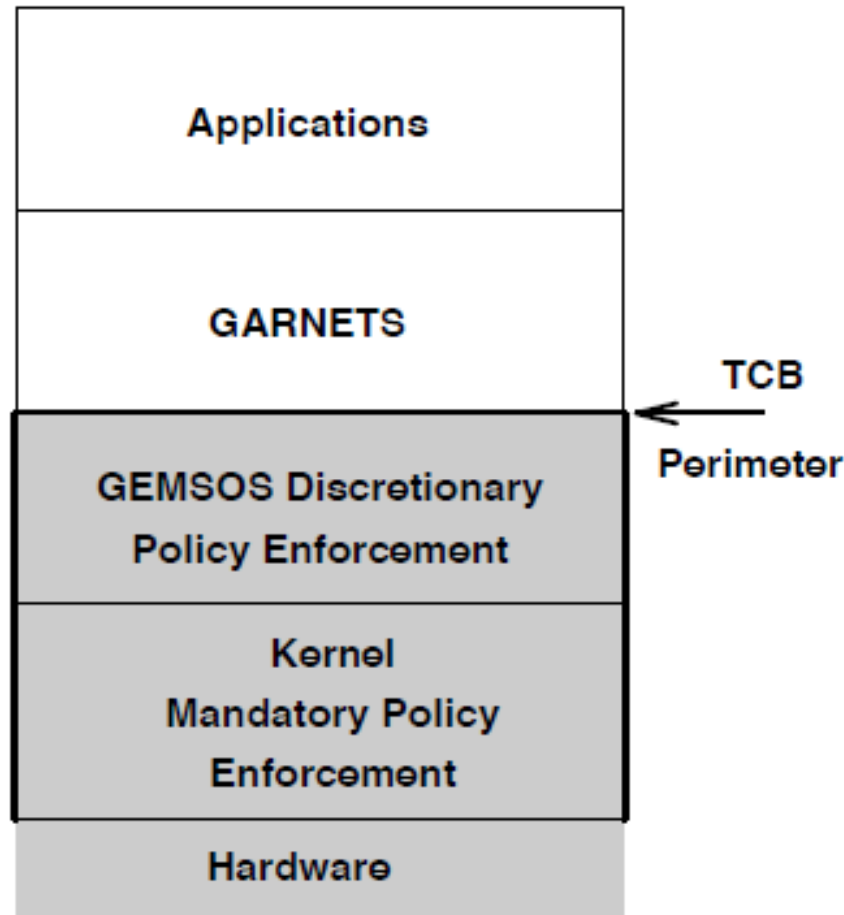 Applications
GARNETS
TCB
Perimeter
GEMSOS Discretionary
Policy Enforcement
Kernel
Mandatory Policy
Enforcement
Hardware